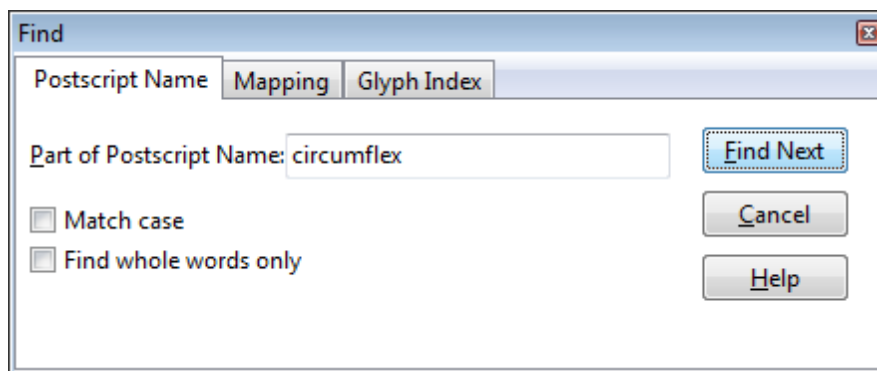 Find
Postscript Name Mapping Glyph Index
Part of Postscript Name: circumflex Find Next
Match case Cancel
Find whole words only
Help